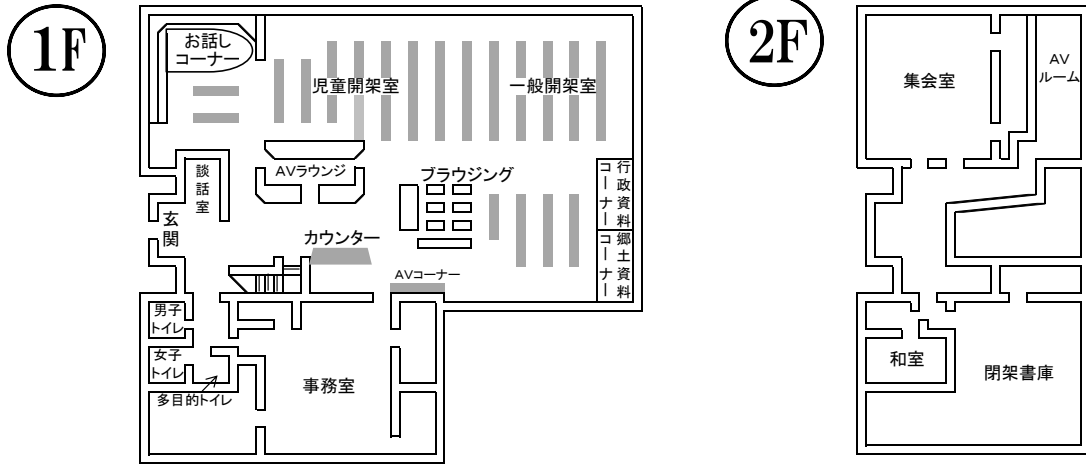 1F
お話し
コーナー
児童開架室
一般開架室
AVラウンジ
談話室
ブラウジング
行政資料
コーナー
玄関
カウンター
郷土資料
コーナー
AVコーナー
男子
トイレ
女子
トイレ
多目的トイレ
事務室
2F
集会室
AV
ルーム
和室
閉架書庫